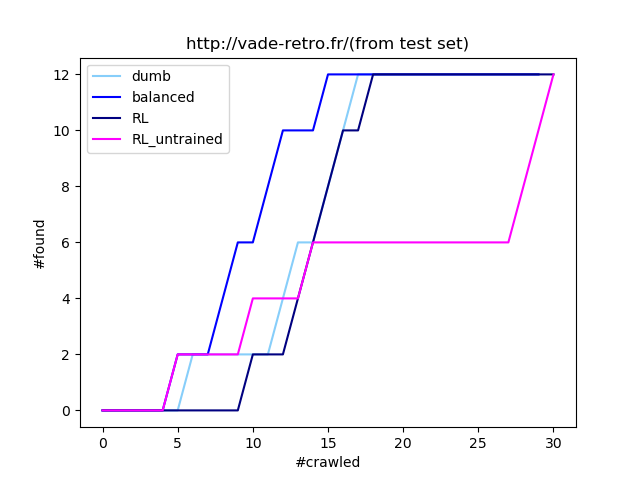 http://vade-retro.fr/(from test set)
dumb
balanced
RL
RL_untrained
12
10
8
6
4
2
0
#found
0 5 10 15 20 25 30
#crawled